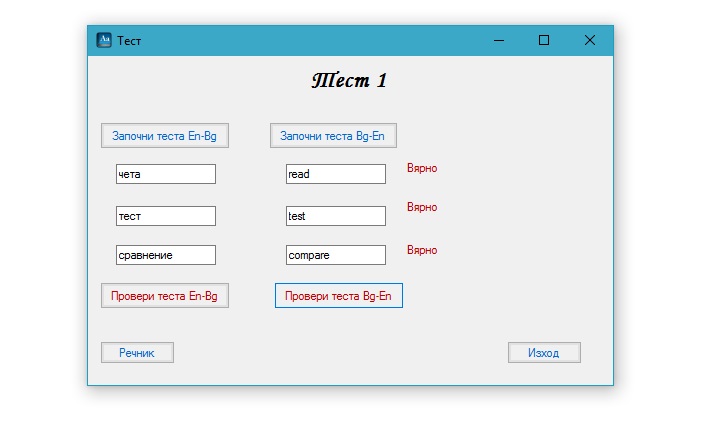 Тест
Тест 1
Започни теста En-Bg Започни теста Bg-En
чета read Вярно
тест test Вярно
сравнение compare Вярно
Провери теста En-Bg Провери теста Bg-En
Речник Изход